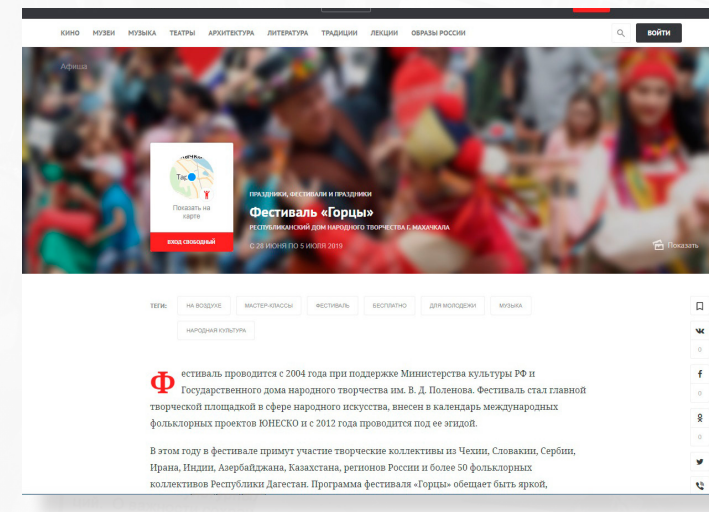 КИНО МУЗЕИ МУЗЫКА ТЕАТРЫ АРХИТЕКТУРА ЛИТЕРАТУРА ТРАДИЦИИ ЛЕКЦИИ ОБРАЗЫ РОССИИ ВОЙТИ
Афиша
Показать на
карте
ВХОД СВОБОДНЫЙ
ПРАЗДНИКИ, ФЕСТИВАЛИ И ПРАЗДНИКИ
Фестиваль «Горцы»
РЕСПУБЛИКАНСКИЙ ДОМ НАРОДНОГО ТВОРЧЕСТВА Г. МАХАЧКАЛА
С 28 ИЮНЯ ПО 5 ИЮЛЯ 2019
Показать
ТЕГИ: НА ВОЗДУХЕ МАСТЕР-КЛАССЫ ФЕСТИВАЛЬ БЕСПЛАТНО ДЛЯ МОЛОДЕЖИ МУЗЫКА
НАРОДНАЯ КУЛЬТУРА
Фестиваль проводится с 2004 года при поддержке Министерства культуры РФ и
Государственного дома народного творчества им. В. Д. Поленова. Фестиваль стал главной
творческой площадкой в сфере народного искусства, внесен в календарь международных
фольклорных проектов ЮНЕСКО и с 2012 года проводится под ее эгидой.
В этом году в фестивале примут участие творческие коллективы из Чехии, Словакии, Сербии,
Ирана, Индии, Азербайджана, Казахстана, регионов России и более 50 фольклорных
коллективов Республики Дагестан. Программа фестиваля «Горцы» обещает быть яркой,
0
0
0